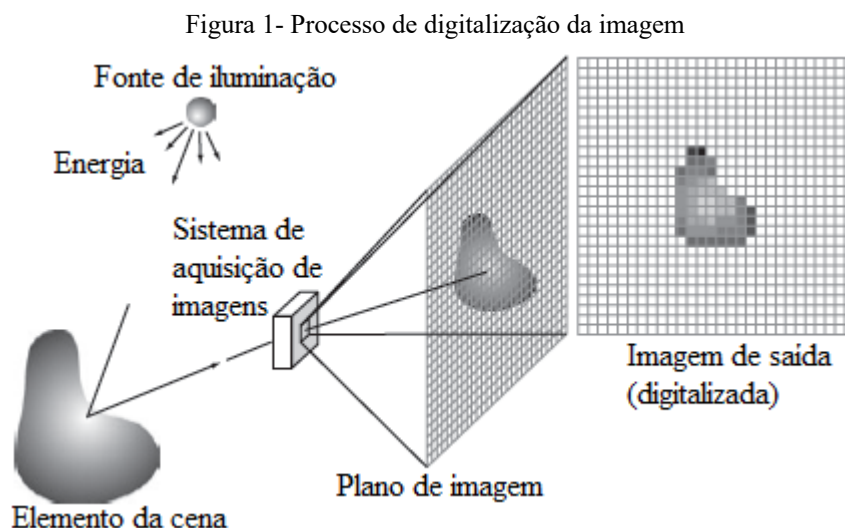 Figura 1- Processo de digitalização da imagem
Fonte de iluminação
Energia
Sistema de
aquisição de
imagens
Imagem de saída
(digitalizada)
Plano de imagem
Elemento da cena